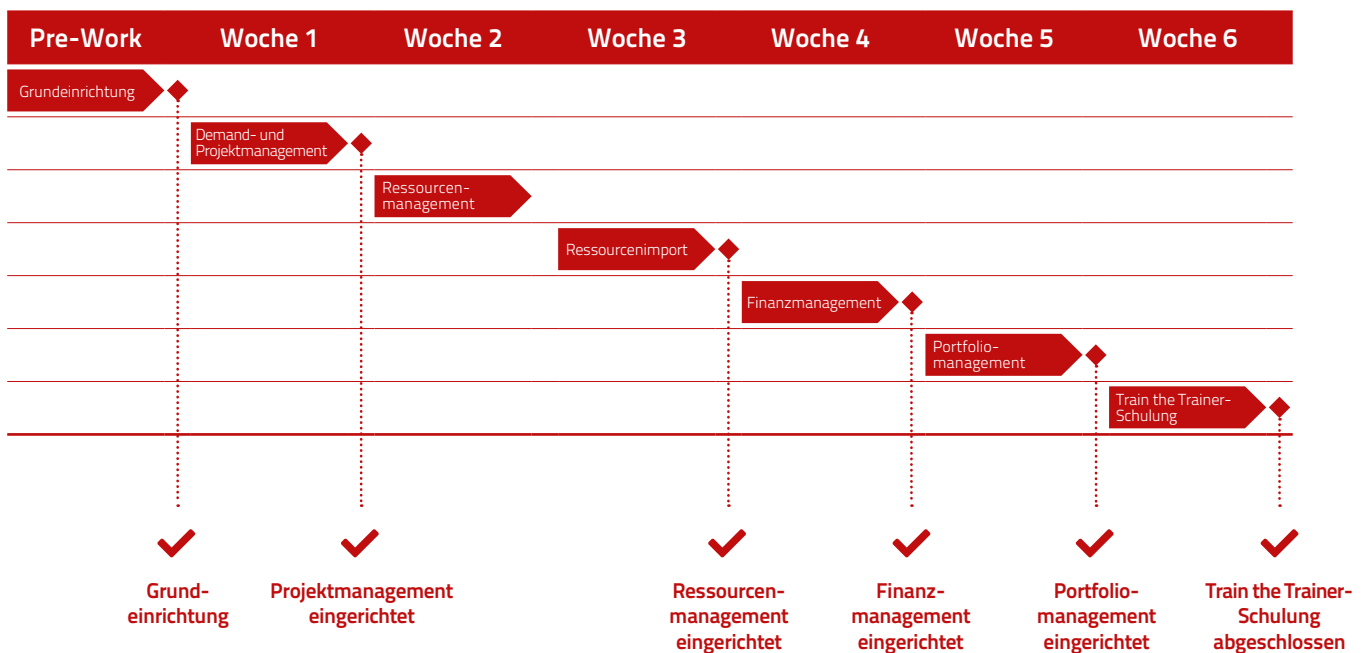 Pre-Work Woche 1 Woche 2 Woche 3 Woche 4 Woche 5 Woche 6
Grundeinrichtung
Demand- und
Projektmanagement
Ressourcen-
management
Ressourcenimport
Finanzmanagement
Portfolio-
management
Train the Trainer-
Schulung
Grund-
einrichtung
Projektmanagement
eingerichtet
Ressourcen-
management
eingerichtet
Finanz-
management
eingerichtet
Portfolio-
management
eingerichtet
Train the Trainer-
Schulung
abgeschlossen